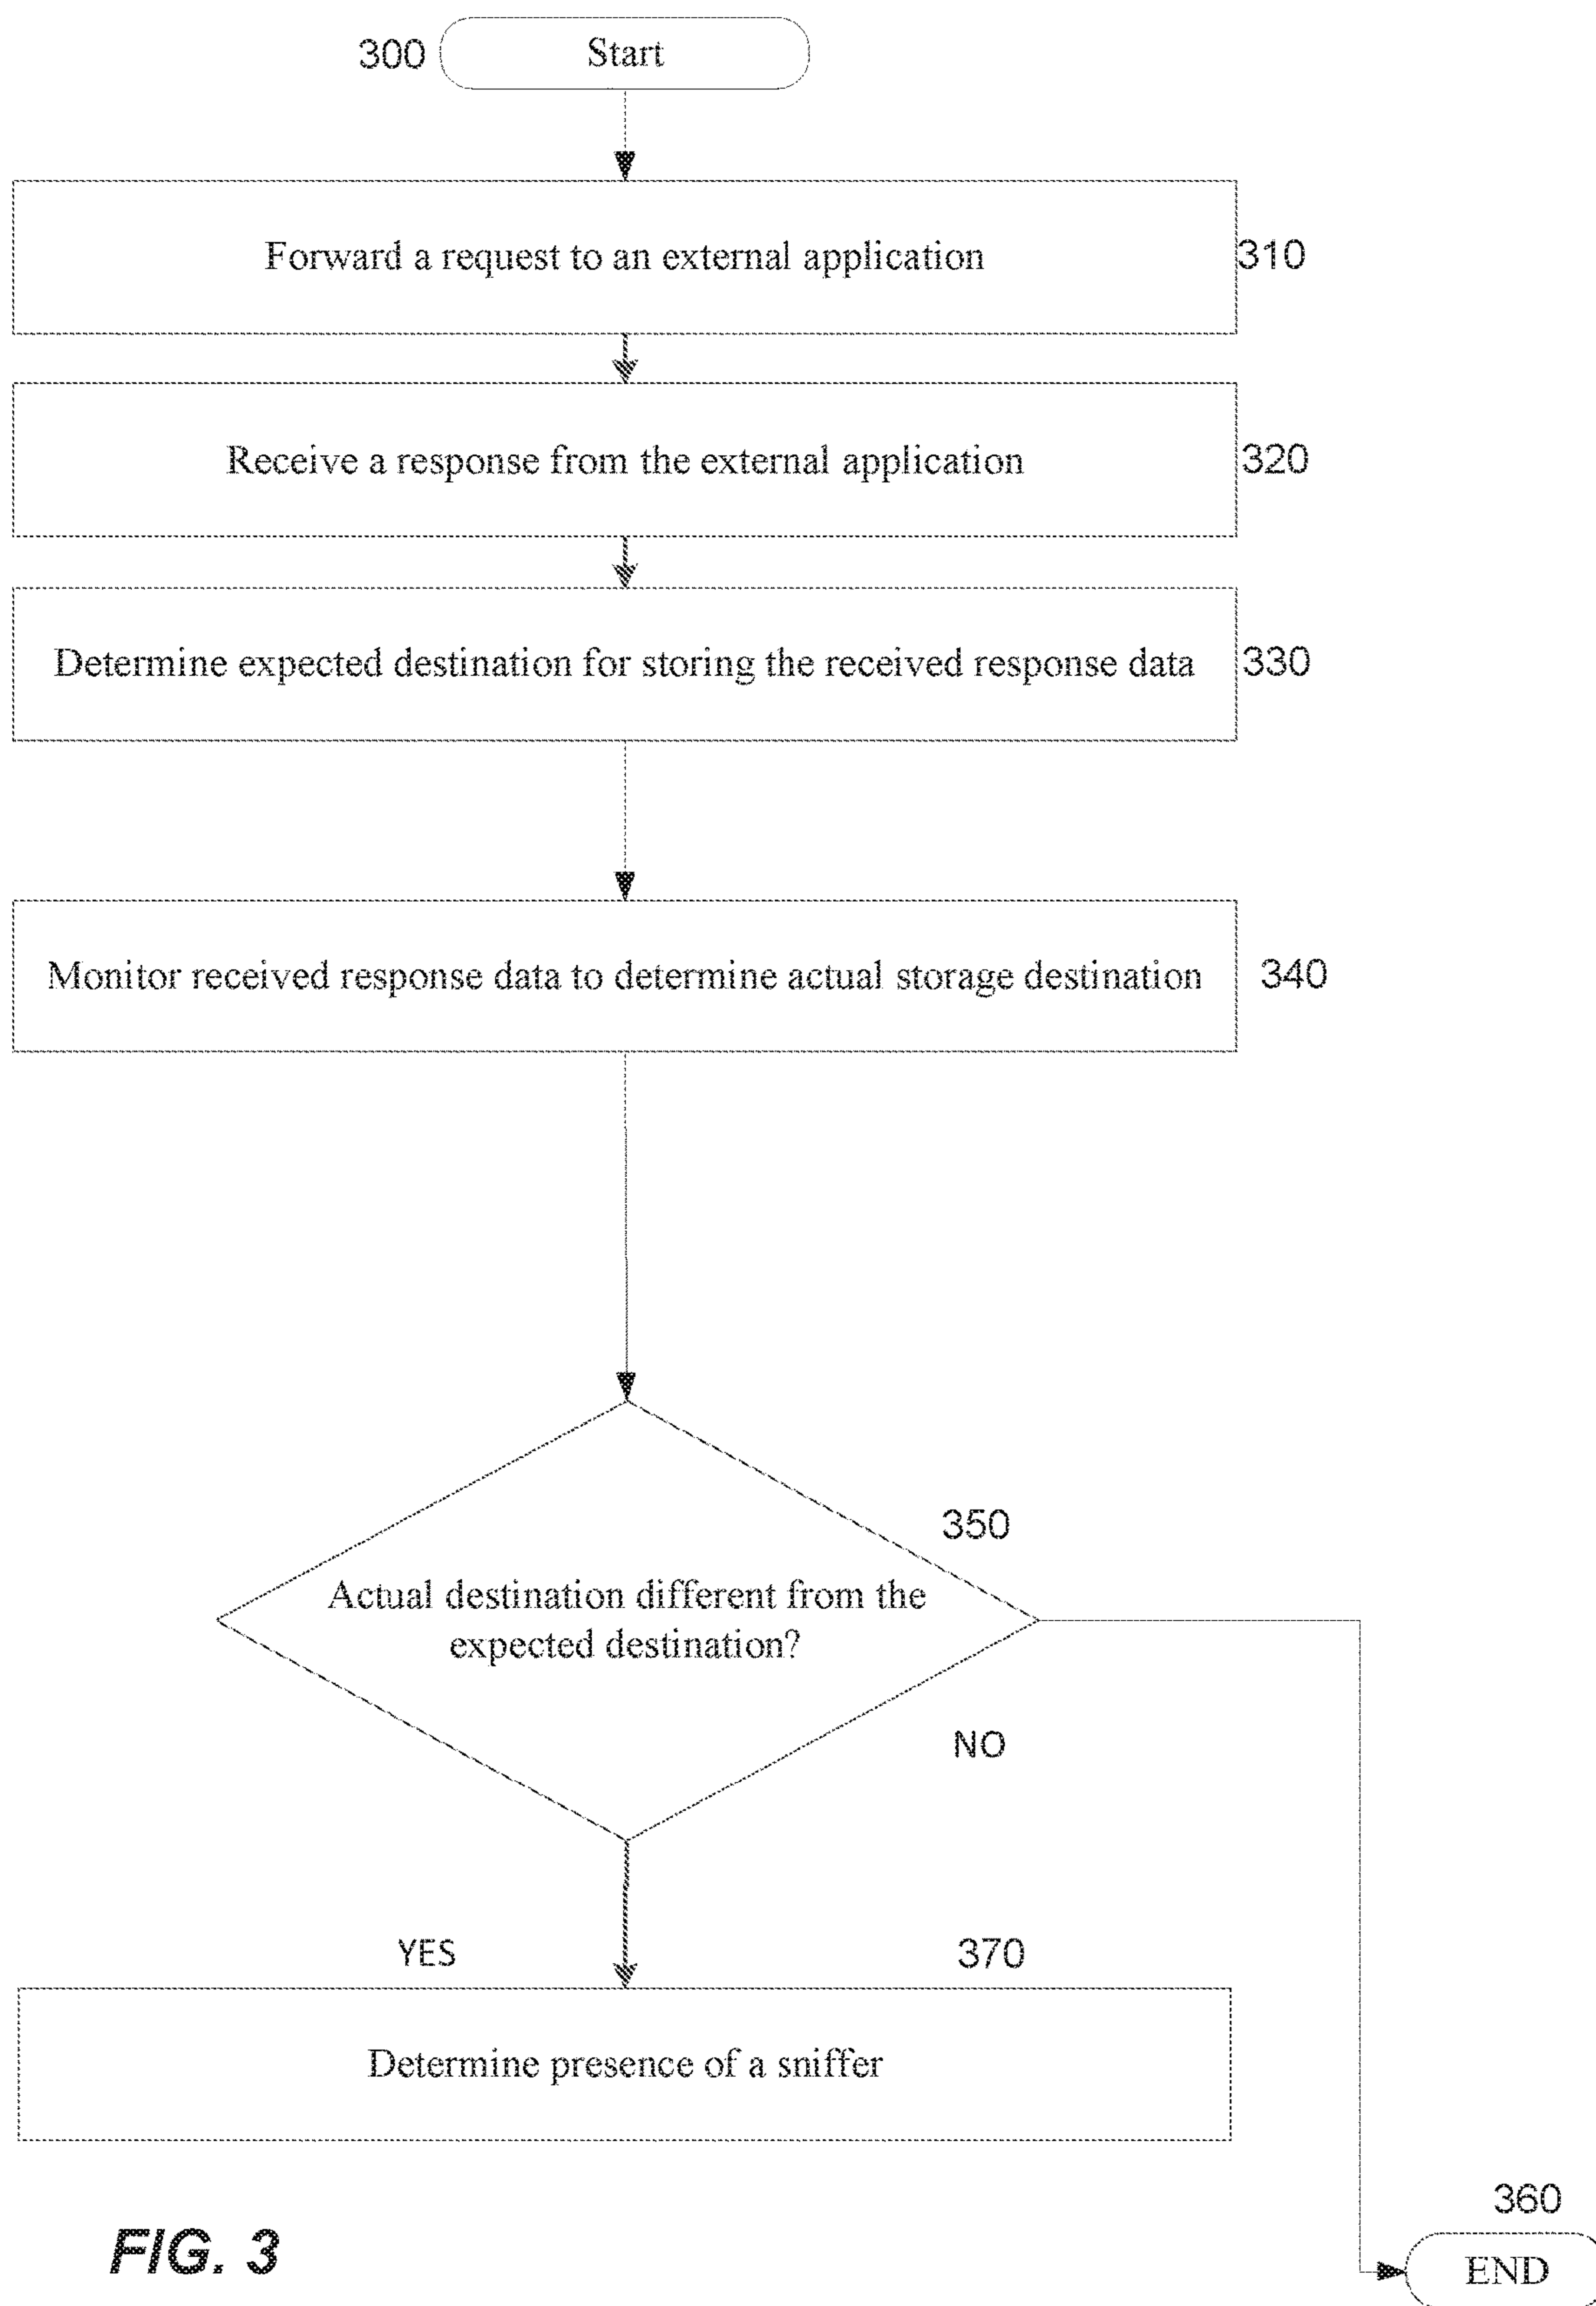 300 Start
Forward a request to an external application 310
Receive a response from the external application 320
Determine expected destination for storing the received response data 330
Monitor received response data to determine actual storage destination 340
350
Actual destination different from the
expected destination?
NO
YES 370
Determine presence of a sniffer
360
FIG. 3
END